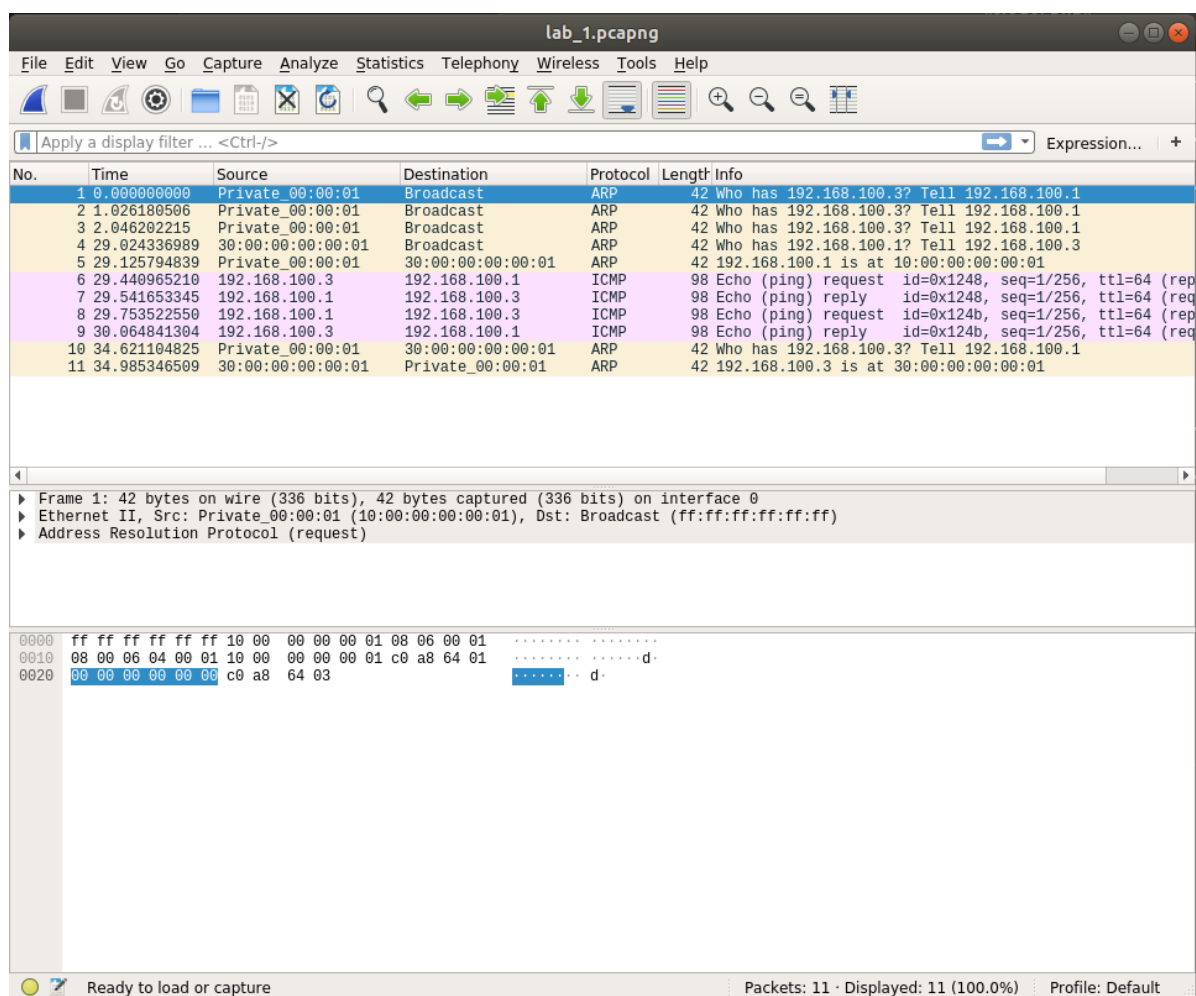 lab_1.pcapng
File Edit View Go Capture Analyze Statistics Telephony Wireless Tools Help
Apply a display filter ... <Ctrl-/> Expression... +
No. Time Source Destination Protocol Length Info
1 0.000000000 Private_00:00:01 Broadcast ARP 42 Who has 192.168.100.3? Tell 192.168.100.1
2 1.026180506 Private_00:00:01 Broadcast ARP 42 Who has 192.168.100.3? Tell 192.168.100.1
3 2.046202215 Private_00:00:01 Broadcast ARP 42 Who has 192.168.100.3? Tell 192.168.100.1
4 29.024336989 30:00:00:00:00:01 Broadcast ARP 42 Who has 192.168.100.1? Tell 192.168.100.3
5 29.125794839 Private_00:00:01 30:00:00:00:00:01 ARP 42 192.168.100.1 is at 10:00:00:00:00:01
6 29.440965210 192.168.100.3 192.168.100.1 ICMP 98 Echo (ping) request id=0x1248, seq=1/256, ttl=64 (rep
7 29.541653345 192.168.100.1 192.168.100.3 ICMP 98 Echo (ping) reply id=0x1248, seq=1/256, ttl=64 (req
8 29.753522550 192.168.100.1 192.168.100.3 ICMP 98 Echo (ping) request id=0x124b, seq=1/256, ttl=64 (rep
9 30.064841304 192.168.100.3 192.168.100.1 ICMP 98 Echo (ping) reply id=0x124b, seq=1/256, ttl=64 (req
10 34.621104825 Private_00:00:01 30:00:00:00:00:01 ARP 42 Who has 192.168.100.3? Tell 192.168.100.1
11 34.985346509 30:00:00:00:00:01 Private_00:00:01 ARP 42 192.168.100.3 is at 30:00:00:00:00:01
Frame 1: 42 bytes on wire (336 bits), 42 bytes captured (336 bits) on interface 0
Ethernet II, Src: Private_00:00:01 (10:00:00:00:00:01), Dst: Broadcast (ff:ff:ff:ff:ff:ff)
Address Resolution Protocol (request)
0000 ff ff ff ff ff ff 10 00 00 00 00 01 08 06 00 01 ········ ········
0010 08 00 06 04 00 01 10 00 00 00 00 01 c0 a8 64 01 ········ ······d·
0020 00 00 00 00 00 00 c0 a8 64 03 ········ d·
Ready to load or capture Packets: 11 · Displayed: 11 (100.0%) Profile: Default